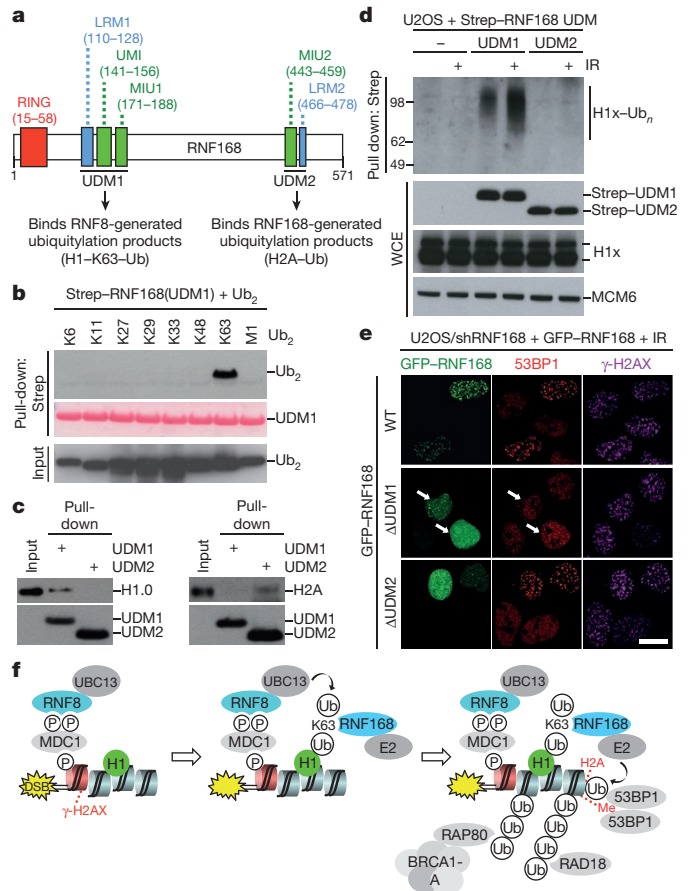 a
LRM1
(110–128)
UMI
(141–156)
MIU1
(171–188)
MIU2
(443–459)
LRM2
(466–478)
RING
(15–58)
RNF168
1
571
UDM1
UDM2
Binds RNF8-generated
ubiquitylation products
(H1–K63–Ub)
Binds RNF168-generated
ubiquitylation products
(H2A–Ub)
b
Strep–RNF168(UDM1) + Ub2
K6 K11 K27 K29 K33 K48 K63 M1 Ub2
Pull-down:
Strep
Ub2
UDM1
Input
Ub2
c
Pull-
down
Input
+ UDM1
+ UDM2
H1.0
UDM1
UDM2
Pull-
down
Input
+ UDM1
+ UDM2
H2A
UDM1
UDM2
d
U2OS + Strep–RNF168 UDM
– UDM1 UDM2
+ + + IR
Pull down: Strep
98
62
49
H1x–Ubn
WCE
Strep–UDM1
Strep–UDM2
H1x
MCM6
e
U2OS/shRNF168 + GFP–RNF168 + IR
GFP–RNF168 53BP1 γ-H2AX
GFP–RNF168
WT
ΔUDM1
ΔUDM2
f
UBC13
RNF8
P P
MDC1
P
H1
DSB
γ-H2AX
UBC13
RNF8
P P
MDC1
P
Ub
K63
Ub
H1
RNF168
E2
UBC13
RNF8
P P
MDC1
P
Ub
K63
Ub
H1
RNF168
E2
H2A
Ub
Me
53BP1
53BP1
Ub
Ub
RAP80
Ub
BRCA1-
A
Ub
Ub
Ub
RAD18